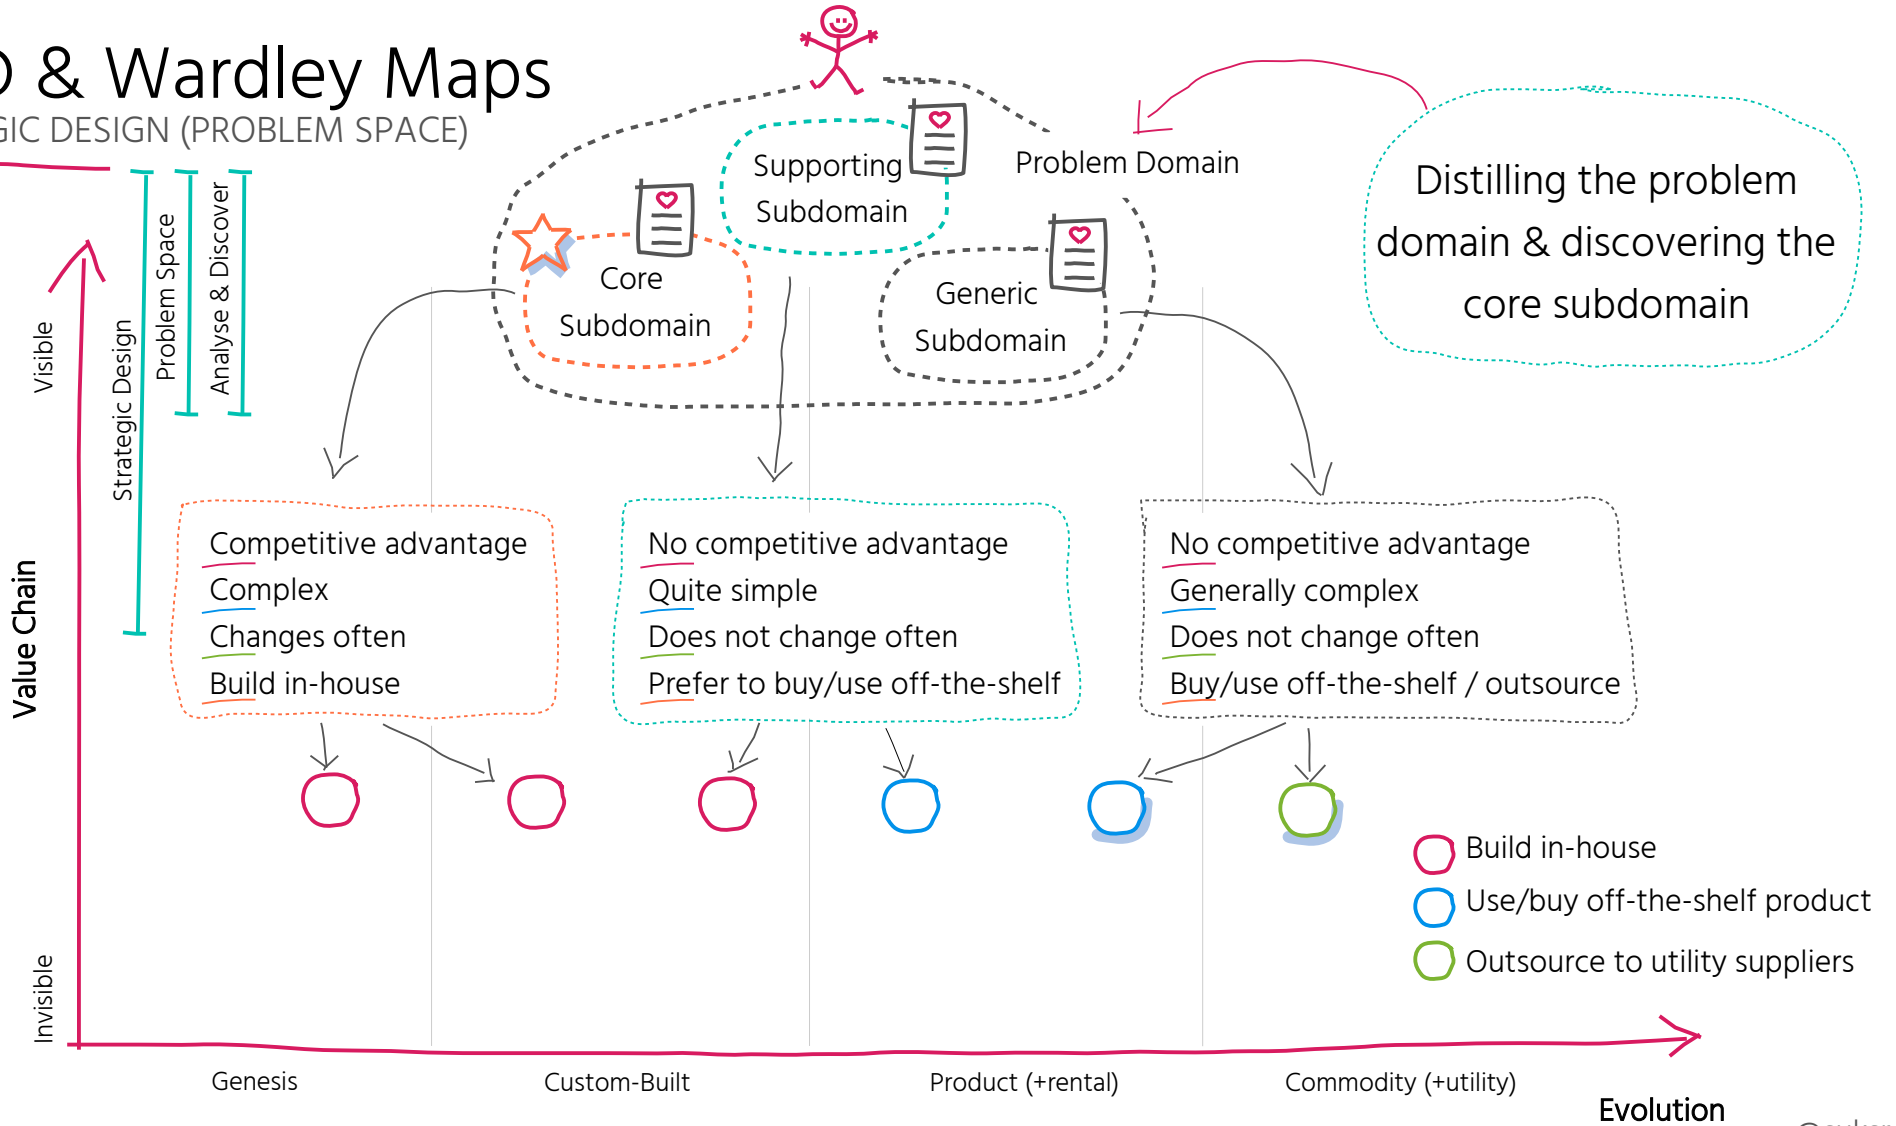 & Wardley Maps
GIC DESIGN (PROBLEM SPACE)
Problem Domain
Supporting
Subdomain
Core
Subdomain
Generic
Subdomain
Distilling the problem
domain & discovering the
core subdomain
Strategic Design
Problem Space
Analyse & Discover
Visible
Value Chain
Invisible
Competitive advantage
Complex
Changes often
Build in-house
No competitive advantage
Quite simple
Does not change often
Prefer to buy/use off-the-shelf
No competitive advantage
Generally complex
Does not change often
Buy/use off-the-shelf / outsource
Build in-house
Use/buy off-the-shelf product
Outsource to utility suppliers
Genesis
Custom-Built
Product (+rental)
Commodity (+utility)
Evolution